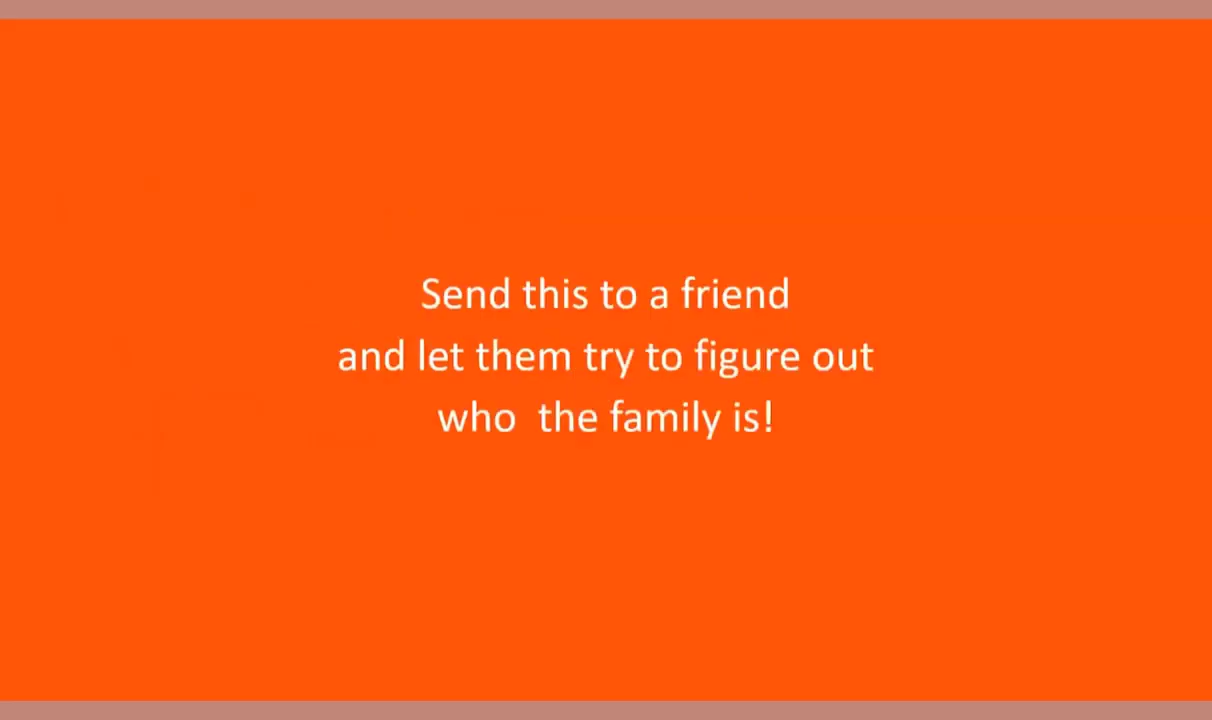 Send this to a friend
and let them try to figure out
who  the family is!